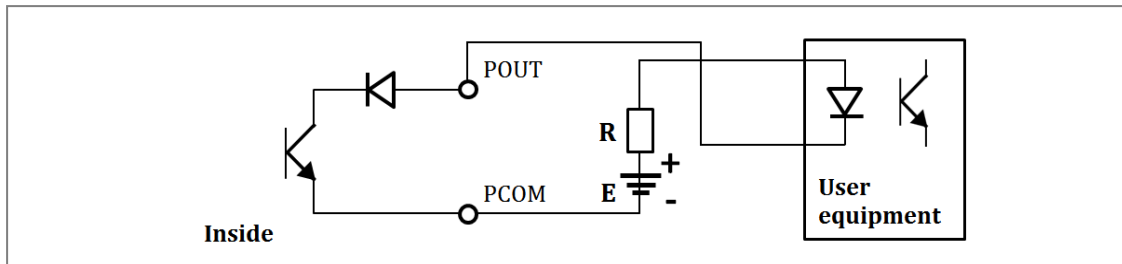 POUT
R
+
E
-
PCOM
Inside
User
equipment